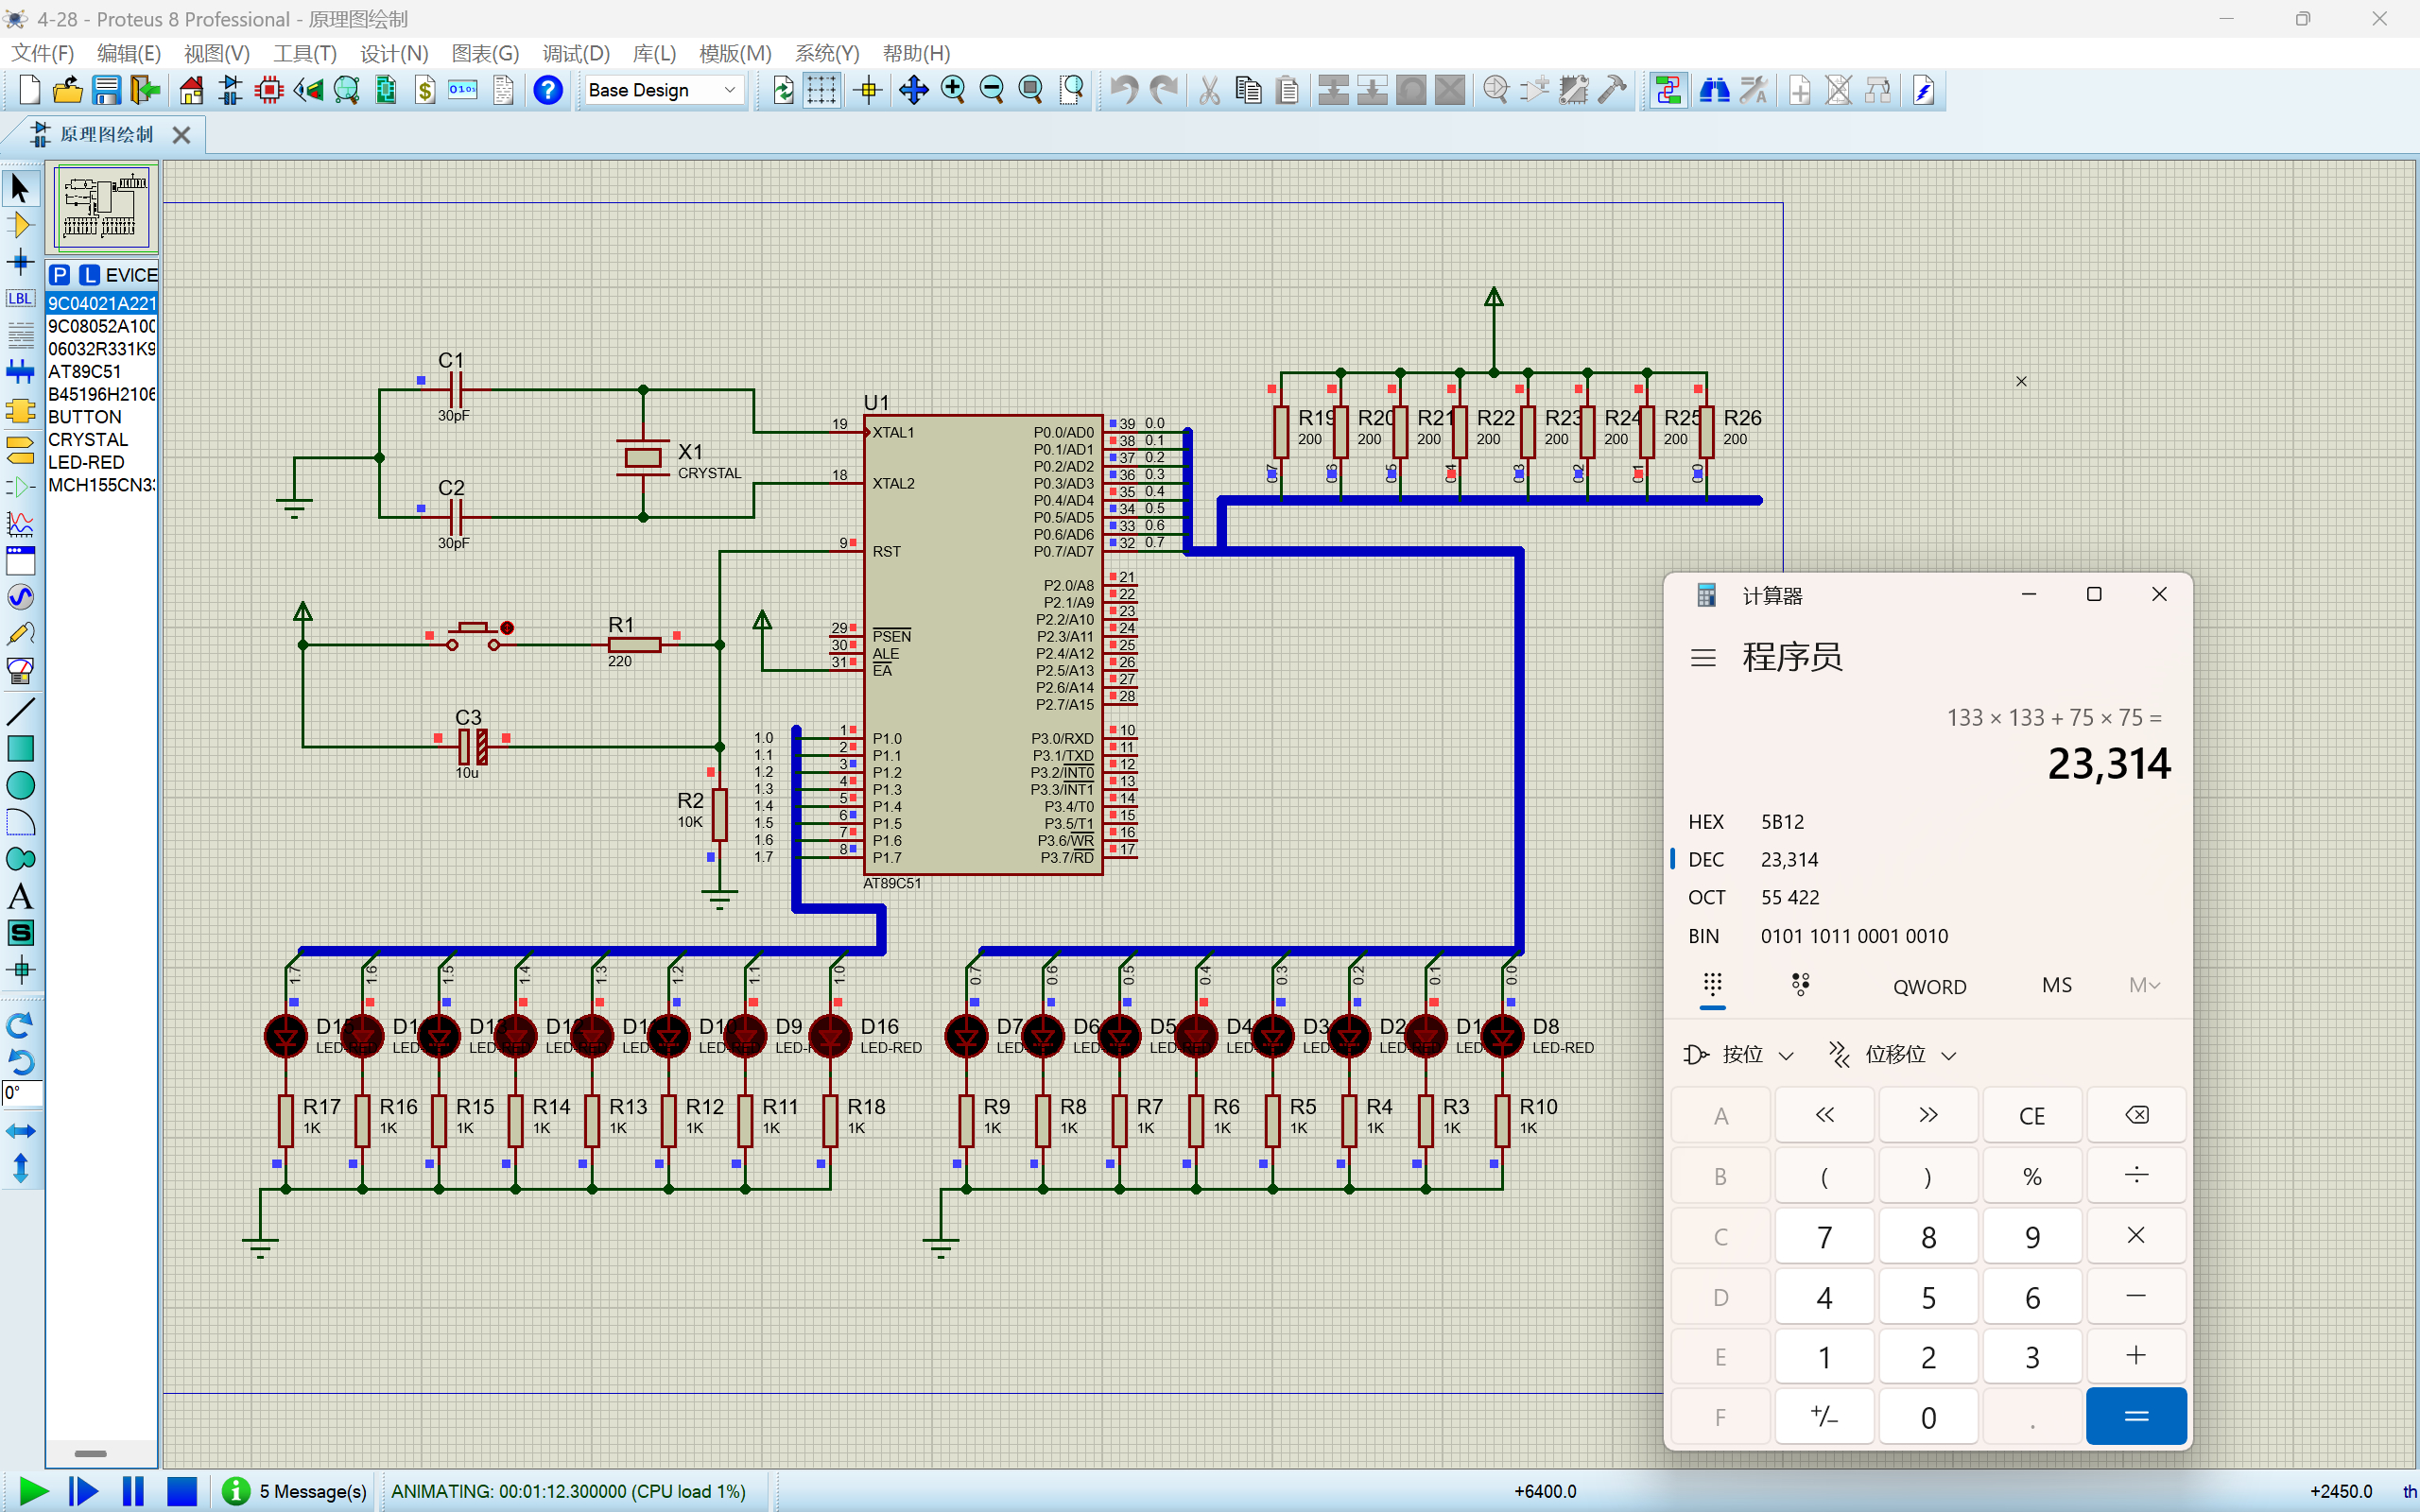 4-28 - Proteus 8 Professional - 原理图绘制
文件(F) 编辑(E) 视图(V) 工具(T) 设计(N) 图表(G) 调试(D) 库(L) 模版(M) 系统(Y) 帮助(H)
Base Design
原理图绘制
P L EVICE
9C04021A221
9C08052A100
06032R331K9
AT89C51
B45196H2106
BUTTON
CRYSTAL
LED-RED
MCH155CN3
LBL
A
S
0°
C1
30pF
C2
30pF
X1
CRYSTAL
R1
220
C3
10u
R2
10K
U1
19 XTAL1
18 XTAL2
9 RST
29 PSEN
30 ALE
31 EA
1.0 1 P1.0
1.1 2 P1.1
1.2 3 P1.2
1.3 4 P1.3
1.4 5 P1.4
1.5 6 P1.5
1.6 7 P1.6
1.7 8 P1.7
P0.0/AD0 39 0.0
P0.1/AD1 38 0.1
P0.2/AD2 37 0.2
P0.3/AD3 36 0.3
P0.4/AD4 35 0.4
P0.5/AD5 34 0.5
P0.6/AD6 33 0.6
P0.7/AD7 32 0.7
P2.0/A8 21
P2.1/A9 22
P2.2/A10 23
P2.3/A11 24
P2.4/A12 25
P2.5/A13 26
P2.6/A14 27
P2.7/A15 28
P3.0/RXD 10
P3.1/TXD 11
P3.2/INT0 12
P3.3/INT1 13
P3.4/T0 14
P3.5/T1 15
P3.6/WR 16
P3.7/RD 17
AT89C51
R19 R20 R21 R22 R23 R24 R25 R26
200 200 200 200 200 200 200 200
1.7 1.6 1.5 1.4 1.3 1.2 1.1 1.0
0.7 0.6 0.5 0.4 0.3 0.2 0.1 0.0
D10 D9 D16
LED-RED
D7 D6 D5 D4 D3 D2 D1 D8
LED-RED
R17 R16 R15 R14 R13 R12 R11 R18
1K 1K 1K 1K 1K 1K 1K 1K
R9 R8 R7 R6 R5 R4 R3 R10
1K 1K 1K 1K 1K 1K 1K 1K
计算器
程序员
133 × 133 + 75 × 75 =
23,314
HEX 5B12
DEC 23,314
OCT 55 422
BIN 0101 1011 0001 0010
QWORD MS M
按位 位移位
A << >> CE
B ( ) % ÷
C 7 8 9 ×
D 4 5 6 −
E 1 2 3 +
F +/− 0 . =
5 Message(s)
ANIMATING: 00:01:12.300000 (CPU load 1%)
+6400.0
+2450.0 th